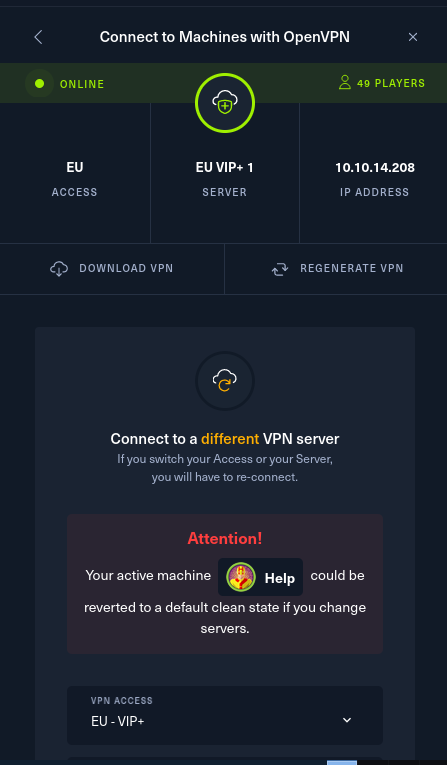 Connect to Machines with OpenVPN
ONLINE
49 PLAYERS
EU
ACCESS
EU VIP+ 1
SERVER
10.10.14.208
IP ADDRESS
DOWNLOAD VPN
REGENERATE VPN
Connect to a different VPN server
If you switch your Access or your Server,
you will have to re-connect.
Attention!
Your active machine Help could be
reverted to a default clean state if you change
servers.
VPN ACCESS
EU - VIP+